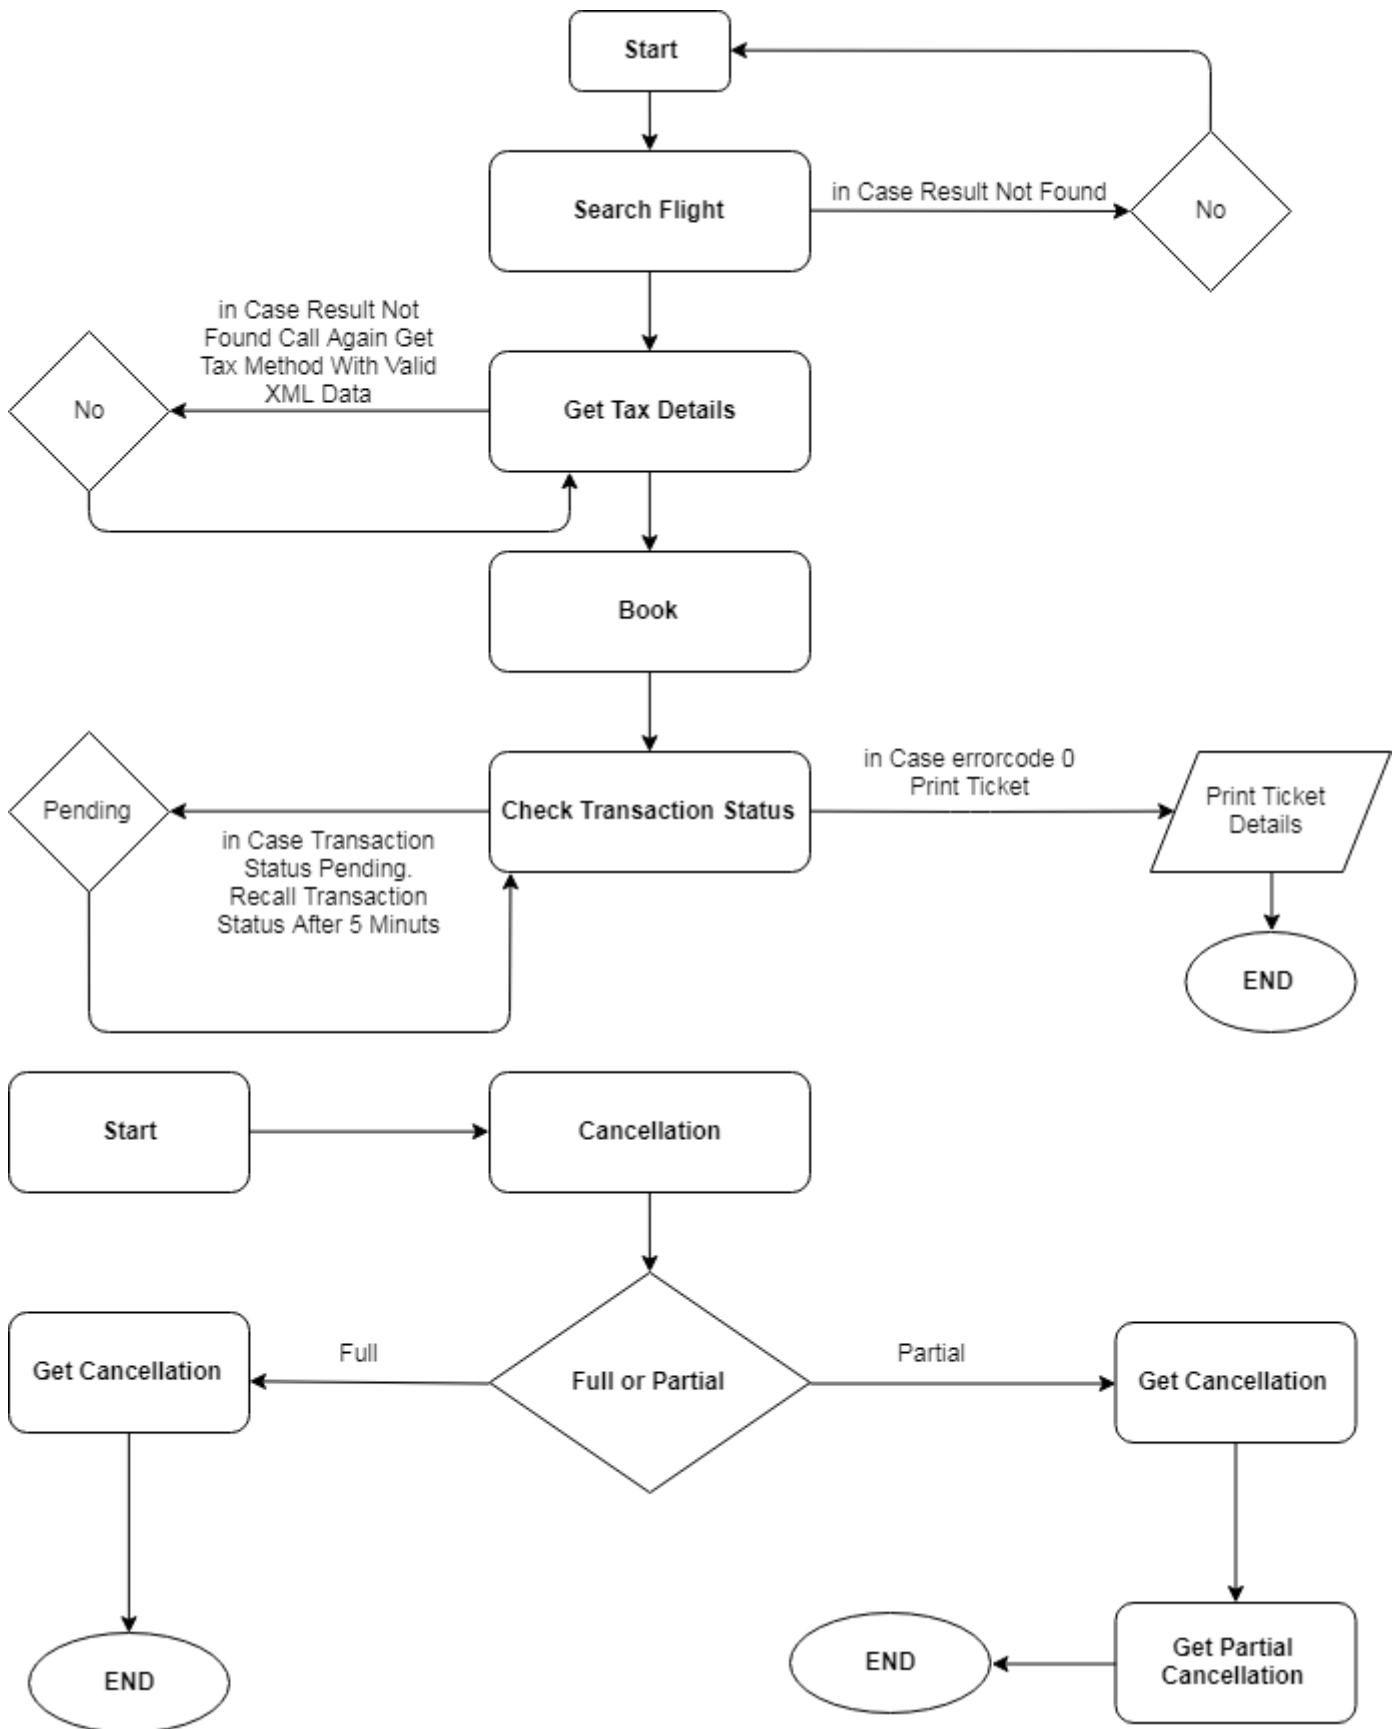 Start
in Case Result Not Found
Search Flight
No
in Case Result Not
Found Call Again Get
Tax Method With Valid
XML Data
No
Get Tax Details
Book
in Case errorcode 0
Print Ticket
Pending
Check Transaction Status
Print Ticket
Details
in Case Transaction
Status Pending.
Recall Transaction
Status After 5 Minuts
END
Start
Cancellation
Full
Partial
Get Cancellation
Full or Partial
Get Cancellation
END
END
Get Partial
Cancellation